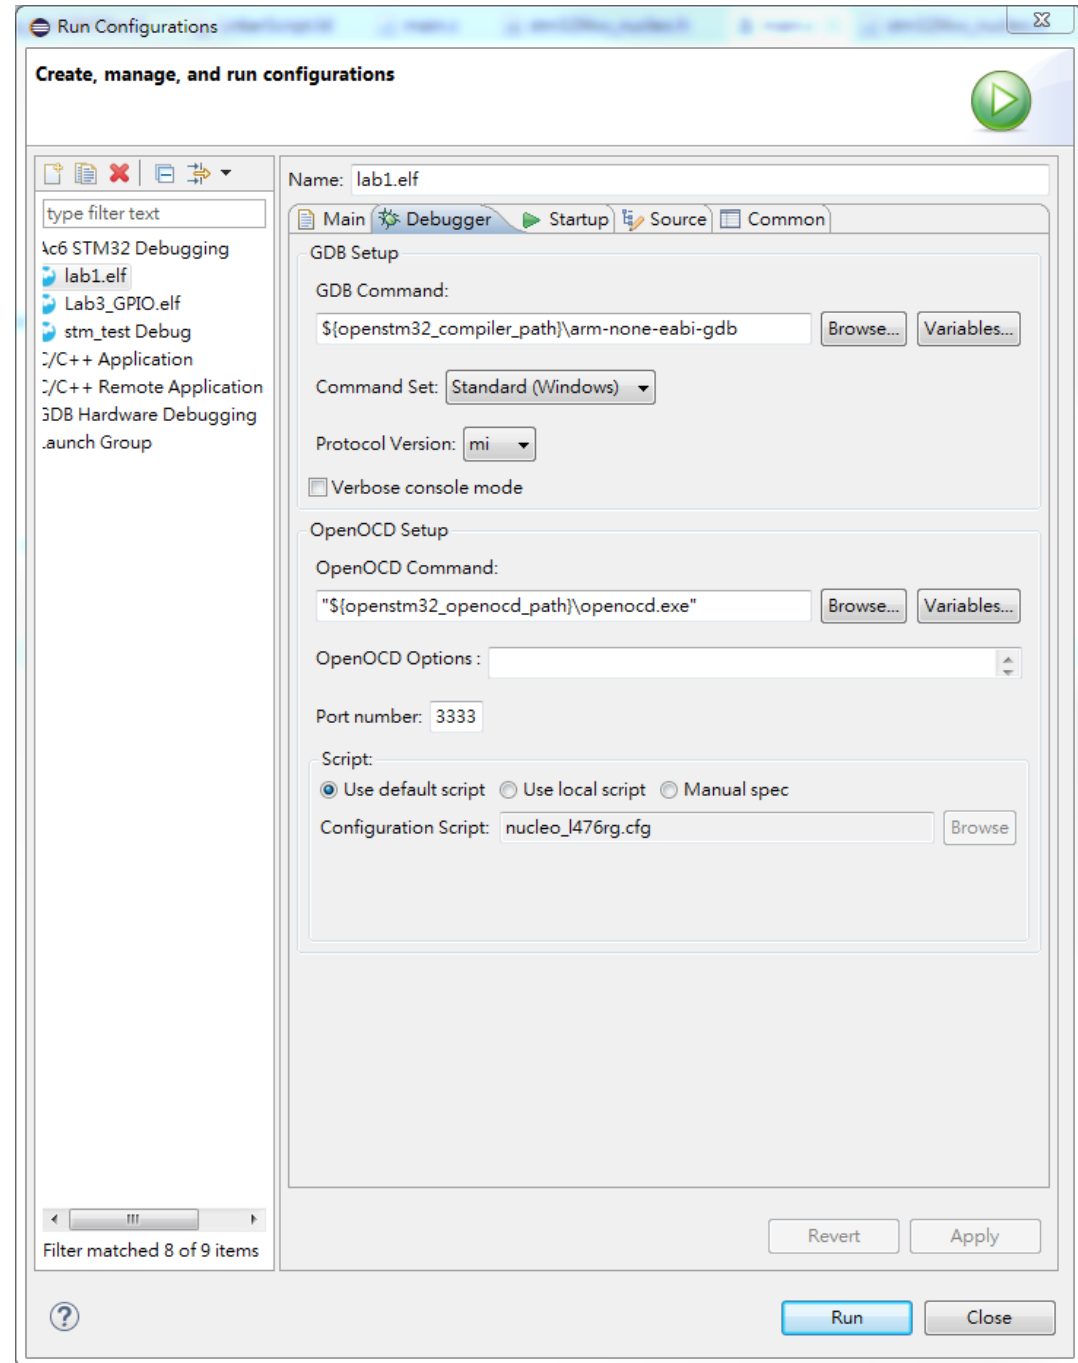 Run Configurations
Create, manage, and run configurations
type filter text
Ac6 STM32 Debugging
lab1.elf
Lab3_GPIO.elf
stm_test Debug
C/C++ Application
C/C++ Remote Application
GDB Hardware Debugging
Launch Group
Filter matched 8 of 9 items
Name: lab1.elf
Main Debugger Startup Source Common
GDB Setup
GDB Command:
${openstm32_compiler_path}\arm-none-eabi-gdb Browse... Variables...
Command Set: Standard (Windows)
Protocol Version: mi
Verbose console mode
OpenOCD Setup
OpenOCD Command:
"${openstm32_openocd_path}\openocd.exe" Browse... Variables...
OpenOCD Options :
Port number: 3333
Script:
Use default script Use local script Manual spec
Configuration Script: nucleo_l476rg.cfg Browse
Revert Apply
Run Close